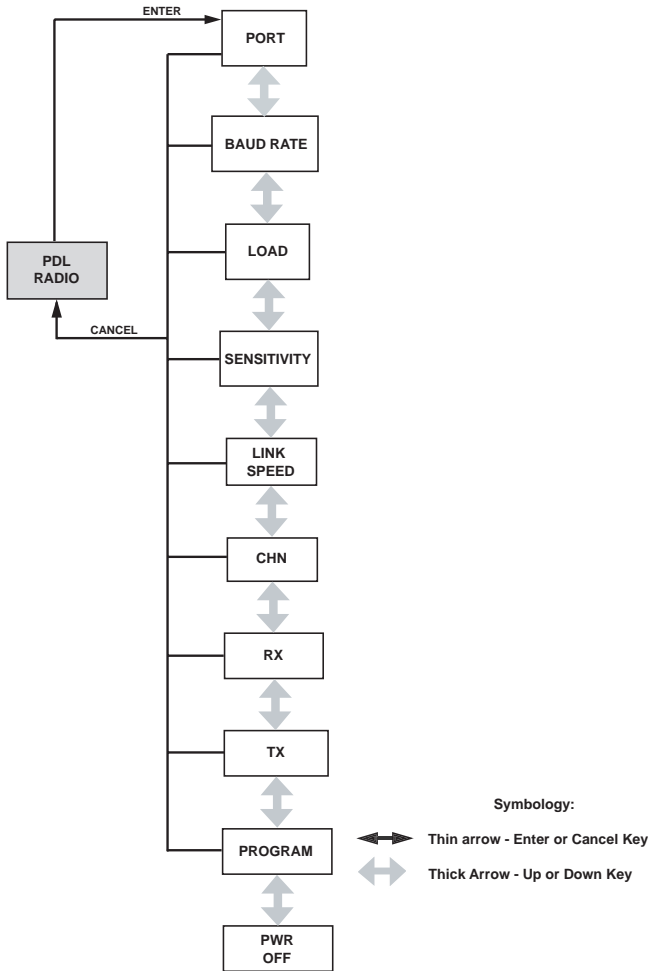 ENTER
PORT
BAUD RATE
LOAD
PDL
RADIO
CANCEL
SENSITIVITY
LINK
SPEED
CHN
RX
TX
Symbology:
PROGRAM
Thin arrow - Enter or Cancel Key
Thick Arrow - Up or Down Key
PWR
OFF